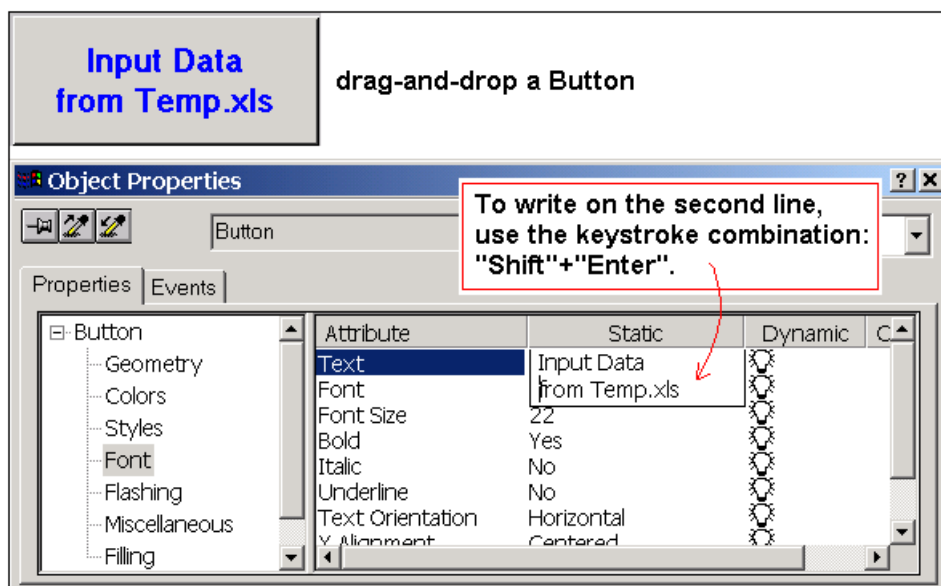 Input Data
from Temp.xls
drag-and-drop a Button
Object Properties
To write on the second line,
use the keystroke combination:
"Shift"+"Enter".
Button
Properties Events
Button
Geometry
Colors
Styles
Font
Flashing
Miscellaneous
Filling
Attribute Static Dynamic C
Text Input Data
Font from Temp.xls
Font Size 22
Bold Yes
Italic No
Underline No
Text Orientation Horizontal
Y Alignment Centered